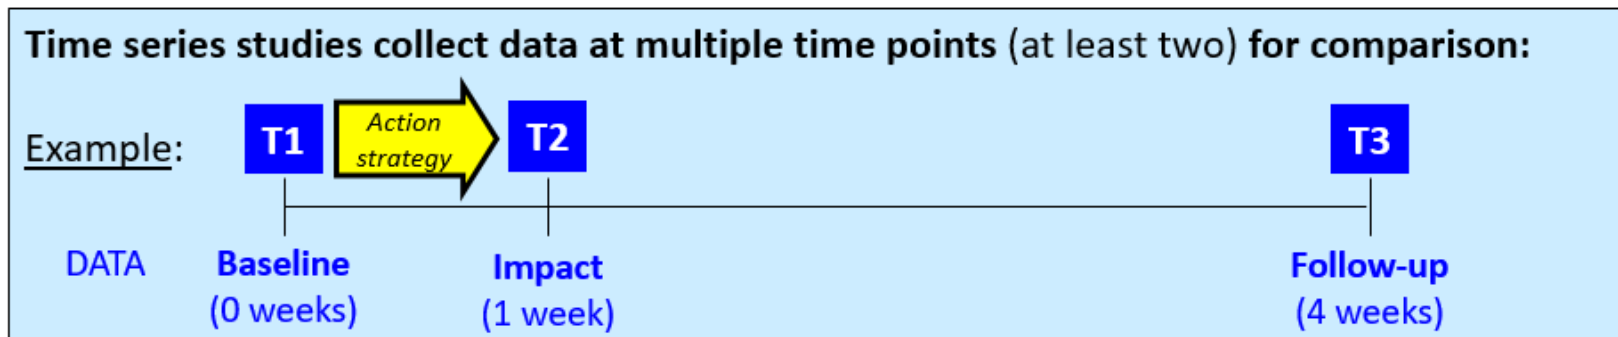 Time series studies collect data at multiple time points (at least two) for comparison:
Example: T1 Action strategy T2 T3
DATA Baseline Impact Follow-up
(0 weeks) (1 week) (4 weeks)